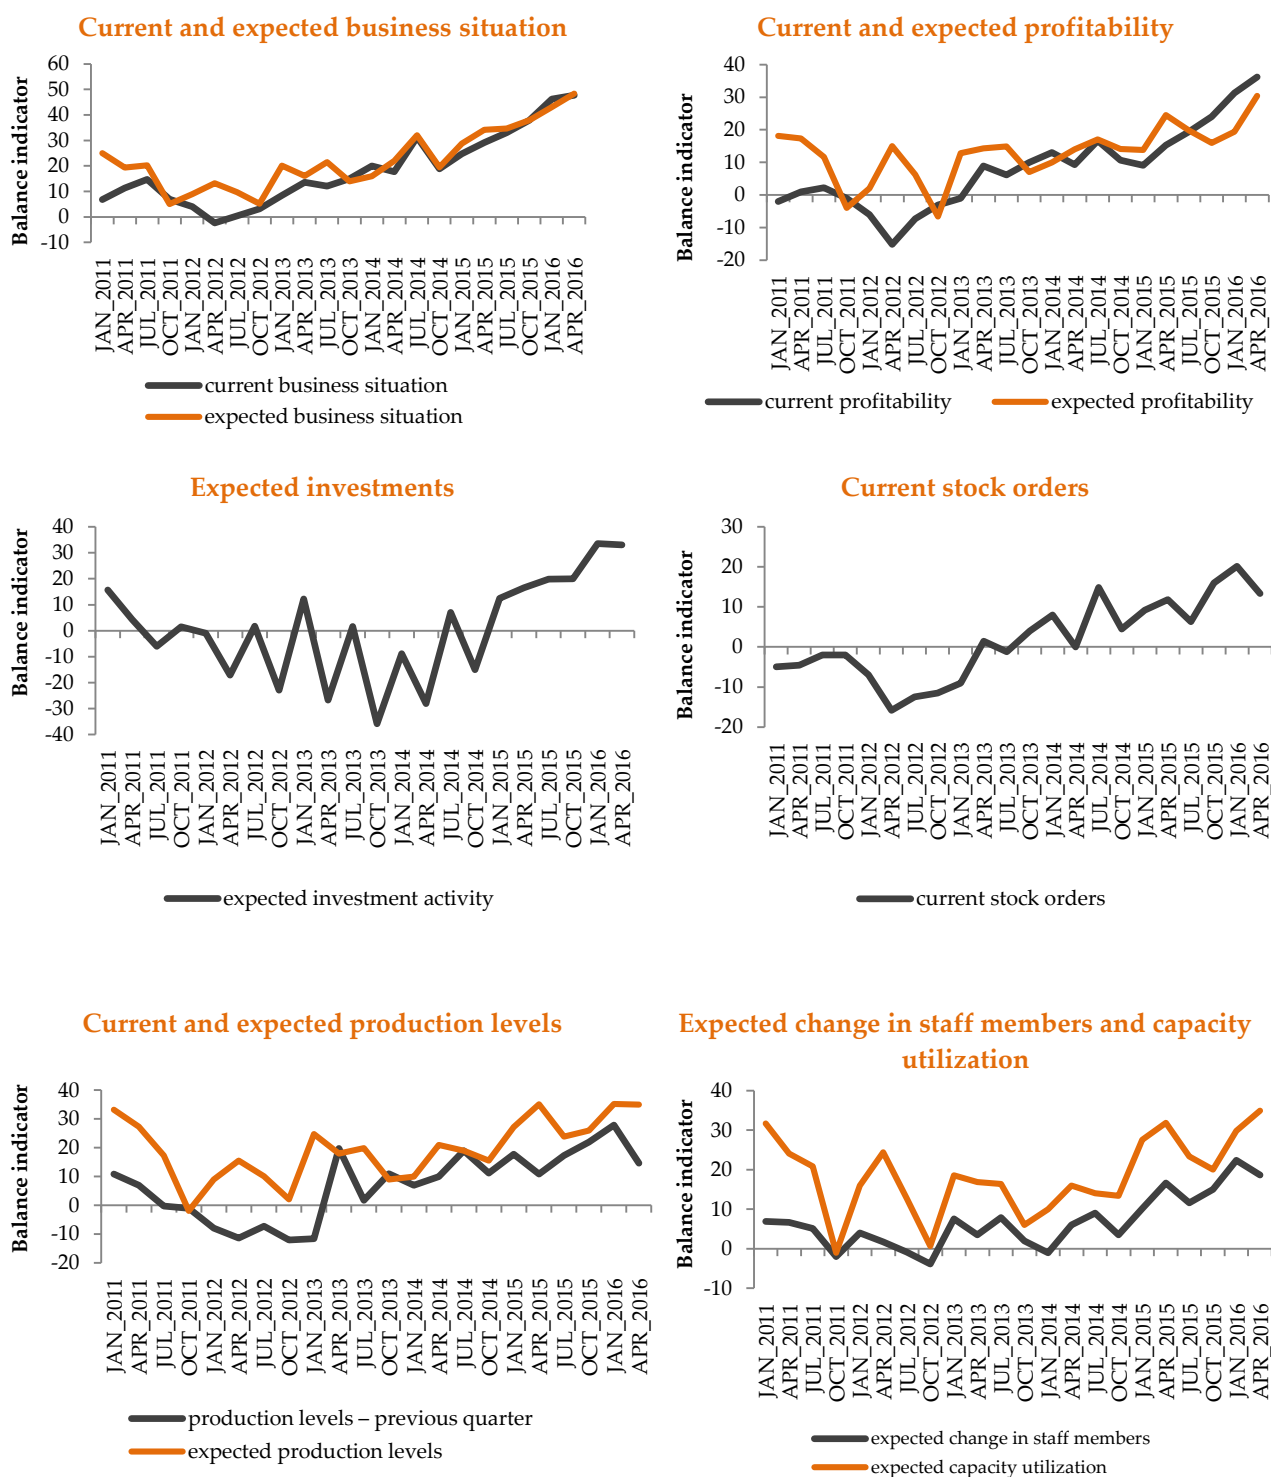 Current and expected business situation
Balance indicator
60
50
40
30
20
10
0
-10
JAN_2011
APR_2011
JUL_2011
OCT_2011
JAN_2012
APR_2012
JUL_2012
OCT_2012
JAN_2013
APR_2013
JUL_2013
OCT_2013
JAN_2014
APR_2014
JUL_2014
OCT_2014
JAN_2015
APR_2015
JUL_2015
OCT_2015
JAN_2016
APR_2016
current business situation
expected business situation
Current and expected profitability
Balance indicator
40
30
20
10
0
-10
-20
JAN_2011
APR_2011
JUL_2011
OCT_2011
JAN_2012
APR_2012
JUL_2012
OCT_2012
JAN_2013
APR_2013
JUL_2013
OCT_2013
JAN_2014
APR_2014
JUL_2014
OCT_2014
JAN_2015
APR_2015
JUL_2015
OCT_2015
JAN_2016
APR_2016
current profitability
expected profitability
Expected investments
Balance indicator
40
30
20
10
0
-10
-20
-30
-40
JAN_2011
APR_2011
JUL_2011
OCT_2011
JAN_2012
APR_2012
JUL_2012
OCT_2012
JAN_2013
APR_2013
JUL_2013
OCT_2013
JAN_2014
APR_2014
JUL_2014
OCT_2014
JAN_2015
APR_2015
JUL_2015
OCT_2015
JAN_2016
APR_2016
expected investment activity
Current stock orders
Balance indicator
30
20
10
0
-10
-20
JAN_2011
APR_2011
JUL_2011
OCT_2011
JAN_2012
APR_2012
JUL_2012
OCT_2012
JAN_2013
APR_2013
JUL_2013
OCT_2013
JAN_2014
APR_2014
JUL_2014
OCT_2014
JAN_2015
APR_2015
JUL_2015
OCT_2015
JAN_2016
APR_2016
current stock orders
Current and expected production levels
Balance indicator
40
30
20
10
0
-10
-20
JAN_2011
APR_2011
JUL_2011
OCT_2011
JAN_2012
APR_2012
JUL_2012
OCT_2012
JAN_2013
APR_2013
JUL_2013
OCT_2013
JAN_2014
APR_2014
JUL_2014
OCT_2014
JAN_2015
APR_2015
JUL_2015
OCT_2015
JAN_2016
APR_2016
production levels – previous quarter
expected production levels
Expected change in staff members and capacity
utilization
Balance indicator
40
30
20
10
0
-10
JAN_2011
APR_2011
JUL_2011
OCT_2011
JAN_2012
APR_2012
JUL_2012
OCT_2012
JAN_2013
APR_2013
JUL_2013
OCT_2013
JAN_2014
APR_2014
JUL_2014
OCT_2014
JAN_2015
APR_2015
JUL_2015
OCT_2015
JAN_2016
APR_2016
expected change in staff members
expected capacity utilization